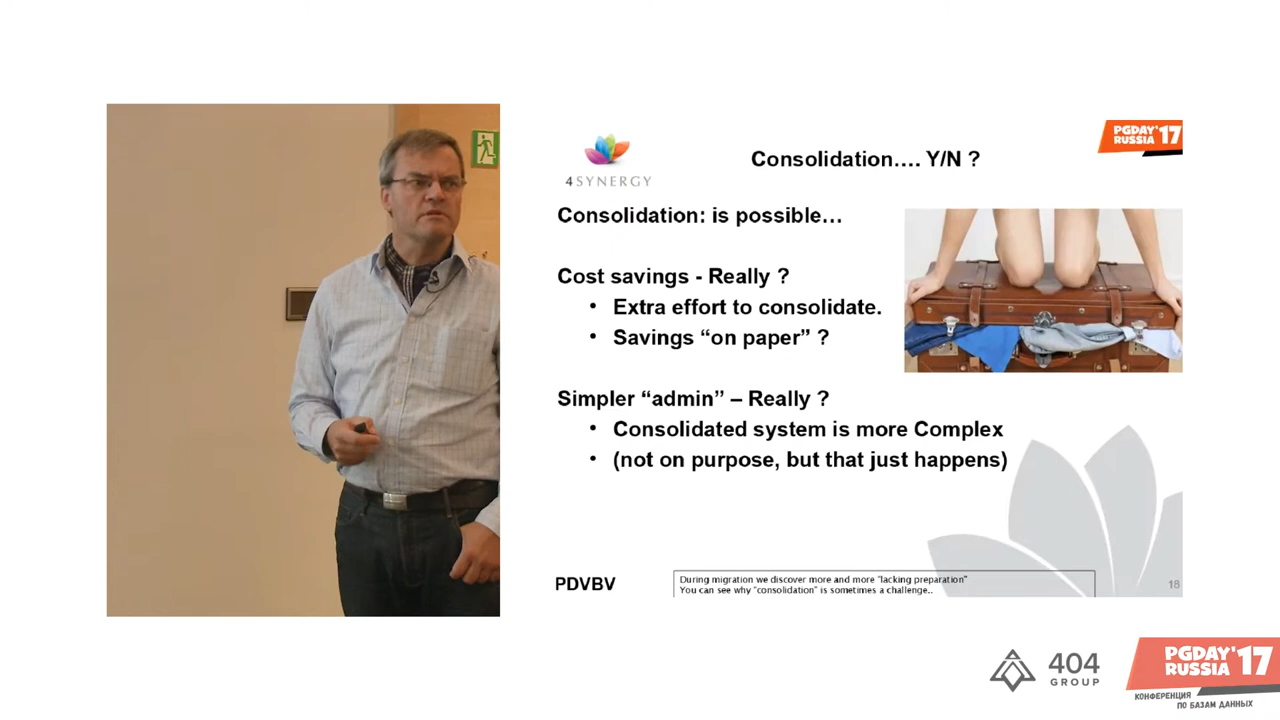 4SYNERGY
Consolidation.... Y/N ?
PGDAY'17
RUSSIA
Consolidation: is possible…
Cost savings - Really ?
• Extra effort to consolidate.
• Savings “on paper” ?
Simpler “admin” – Really ?
• Consolidated system is more Complex
• (not on purpose, but that just happens)
PDVBV
During migration we discover more and more "lacking preparation"
You can see why "consolidation" is sometimes a challenge..
18
404
GROUP
PGDAY'17
RUSSIA
КОНФЕРЕНЦИЯ
ПО БАЗАМ ДАННЫХ